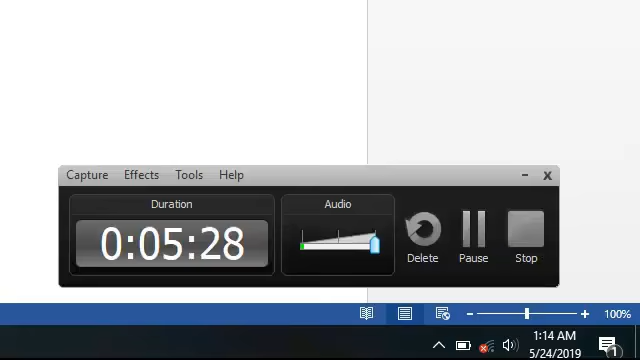 Capture Effects Tools Help - x
Duration
Audio
0:05:28
Delete Pause Stop
100%
1:14 AM
5/24/2019
1